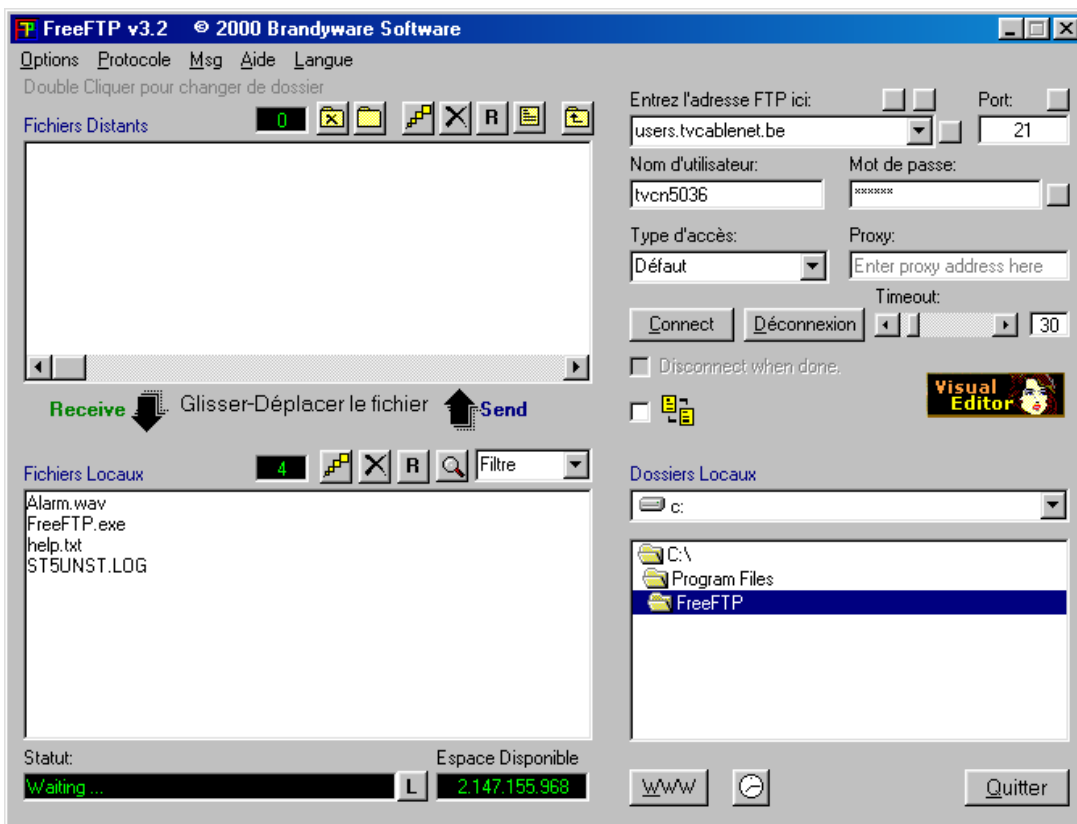 FreeFTP v3.2 © 2000 Brandyware Software
Options Protocole Msg Aide Langue
Double Cliquer pour changer de dossier
Fichiers Distants
0
R
Receive
Glisser-Déplacer le fichier
Send
Fichiers Locaux
4
R
Filtre
Alarm.wav
FreeFTP.exe
help.txt
ST5UNST.LOG
Statut:
Waiting ...
L
Espace Disponible
2.147.155.968
Entrez l'adresse FTP ici:
Port:
users.tvcablenet.be
21
Nom d'utilisateur:
Mot de passe:
tvcn5036
******
Type d'accès:
Proxy:
Défaut
Enter proxy address here
Timeout:
Connect
Déconnexion
30
Disconnect when done.
Visual
Editor
Dossiers Locaux
c:
C:\
Program Files
FreeFTP
WWW
Quitter